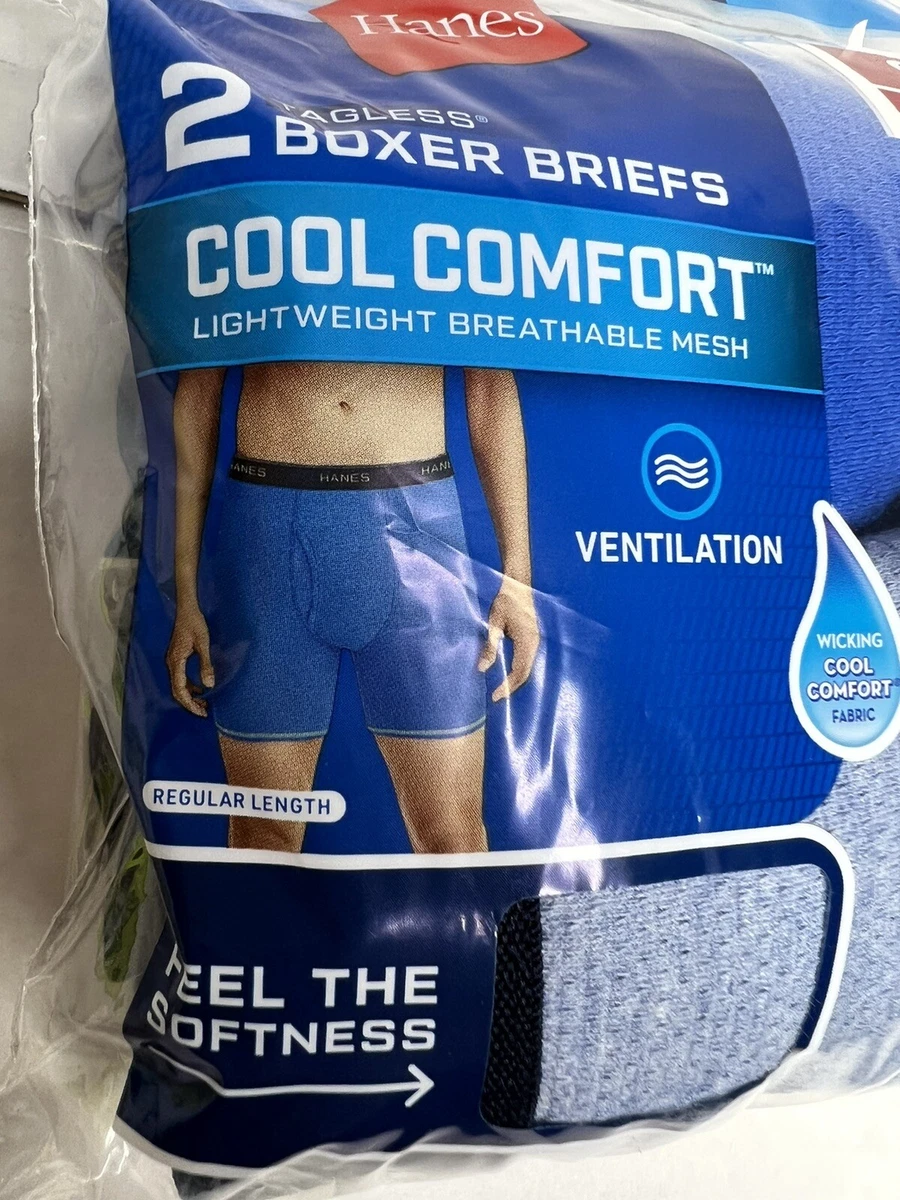 Hanes
2
TAGLESS®
BOXER BRIEFS
COOL COMFORT™
LIGHTWEIGHT BREATHABLE MESH
HANES HANES HANES
VENTILATION
WICKING
COOL
COMFORT®
FABRIC
REGULAR LENGTH
FEEL THE
SOFTNESS